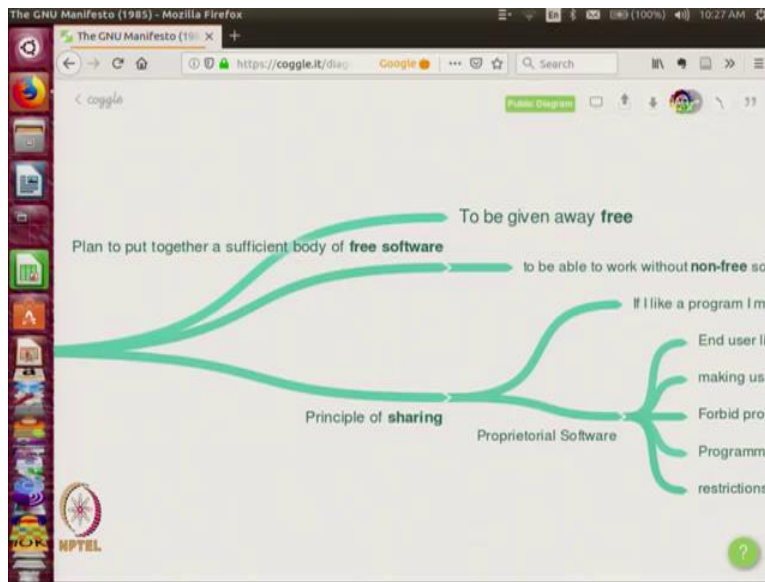 The GNU Manifesto (1985) - Mozilla Firefox
En (100%) 10:27 AM
The GNU Manifesto (198 × +
https://coggle.it/diag Google Search
< coggle
Public Diagram
To be given away free
Plan to put together a sufficient body of free software
to be able to work without non-free so
If I like a program I m
End user li
making us
Principle of sharing
Forbid pro
Proprietorial Software
Programm
restrictions
NPTEL
?